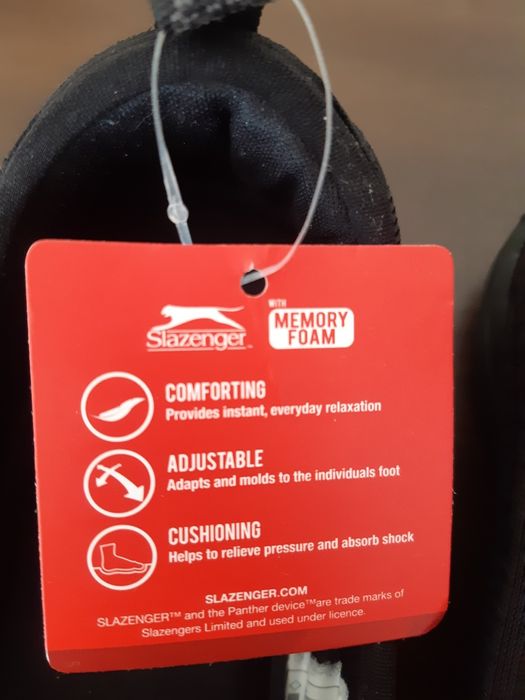 Slazenger™
WITH
MEMORY
FOAM
COMFORTING
Provides instant, everyday relaxation
ADJUSTABLE
Adapts and molds to the individuals foot
CUSHIONING
Helps to relieve pressure and absorb shock
SLAZENGER.COM
SLAZENGER™ and the Panther device™are trade marks of
Slazengers Limited and used under licence.